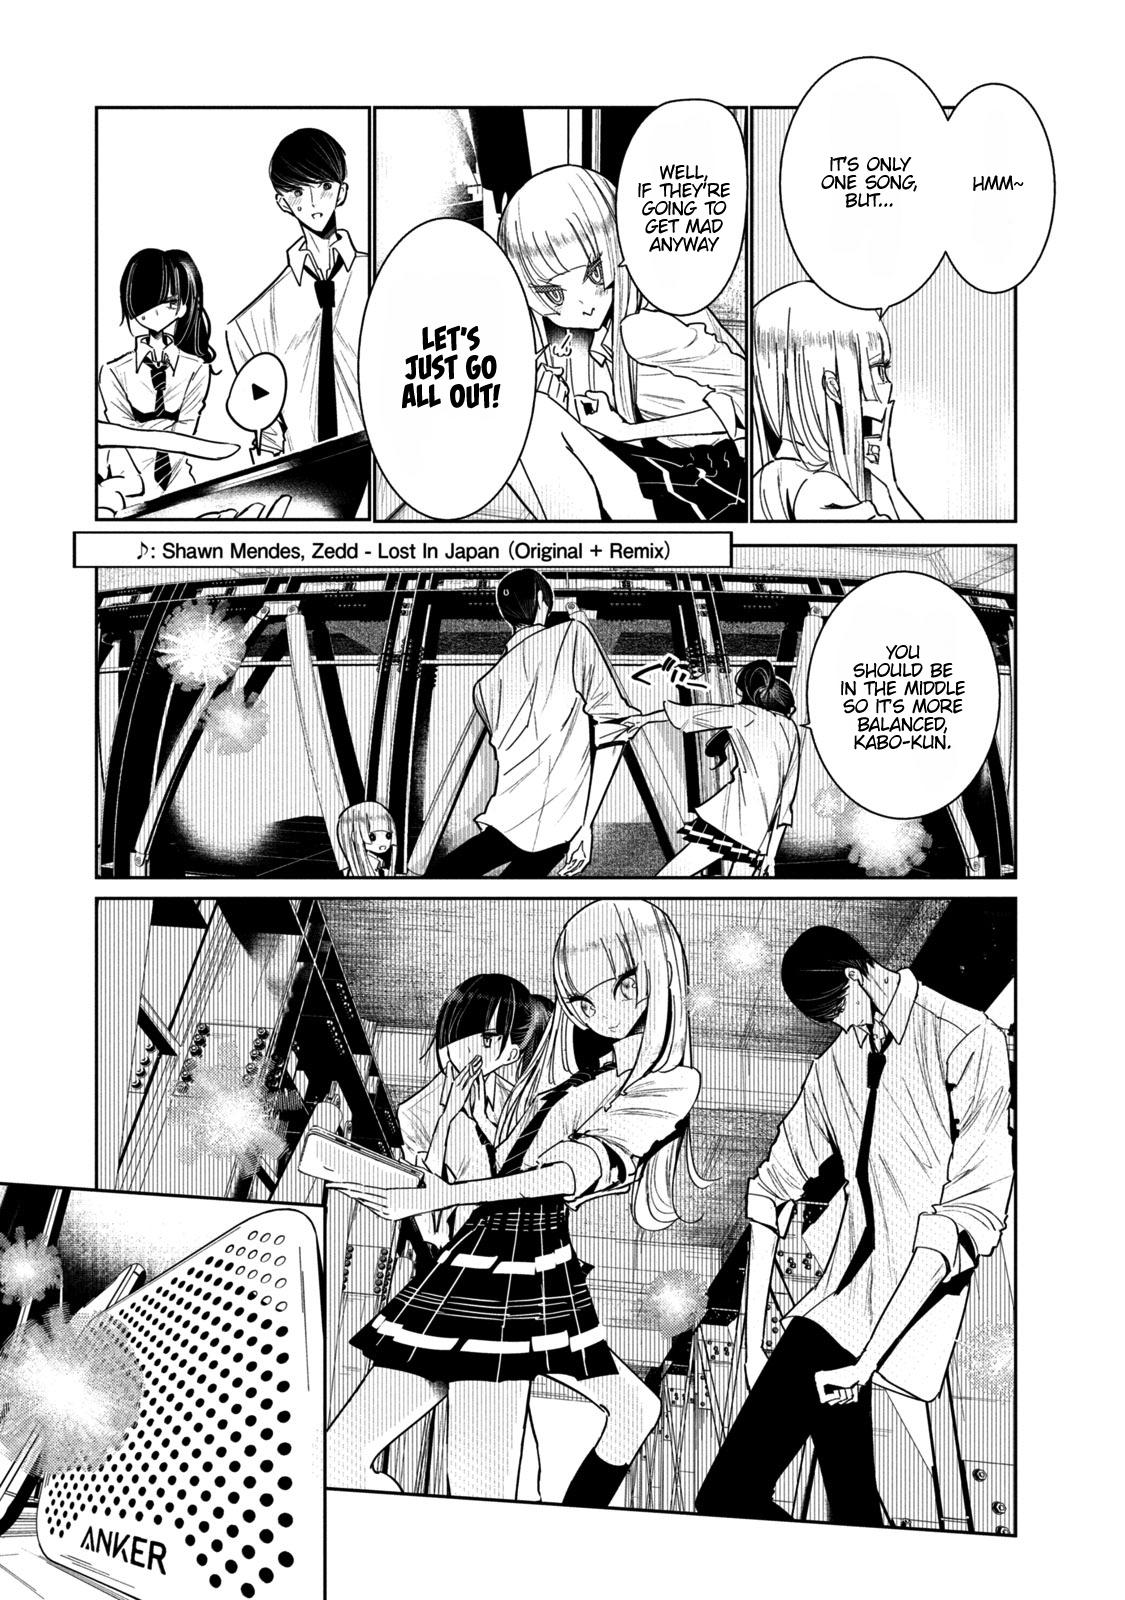 HMM~
IT'S ONLY
ONE SONG,
BUT...
WELL,
IF THEY'RE
GOING TO
GET MAD
ANYWAY
LET'S
JUST GO
ALL OUT!
♪: Shawn Mendes, Zedd - Lost In Japan (Original + Remix)
YOU
SHOULD BE
IN THE MIDDLE
SO IT'S MORE
BALANCED,
KABO-KUN.
ANKER